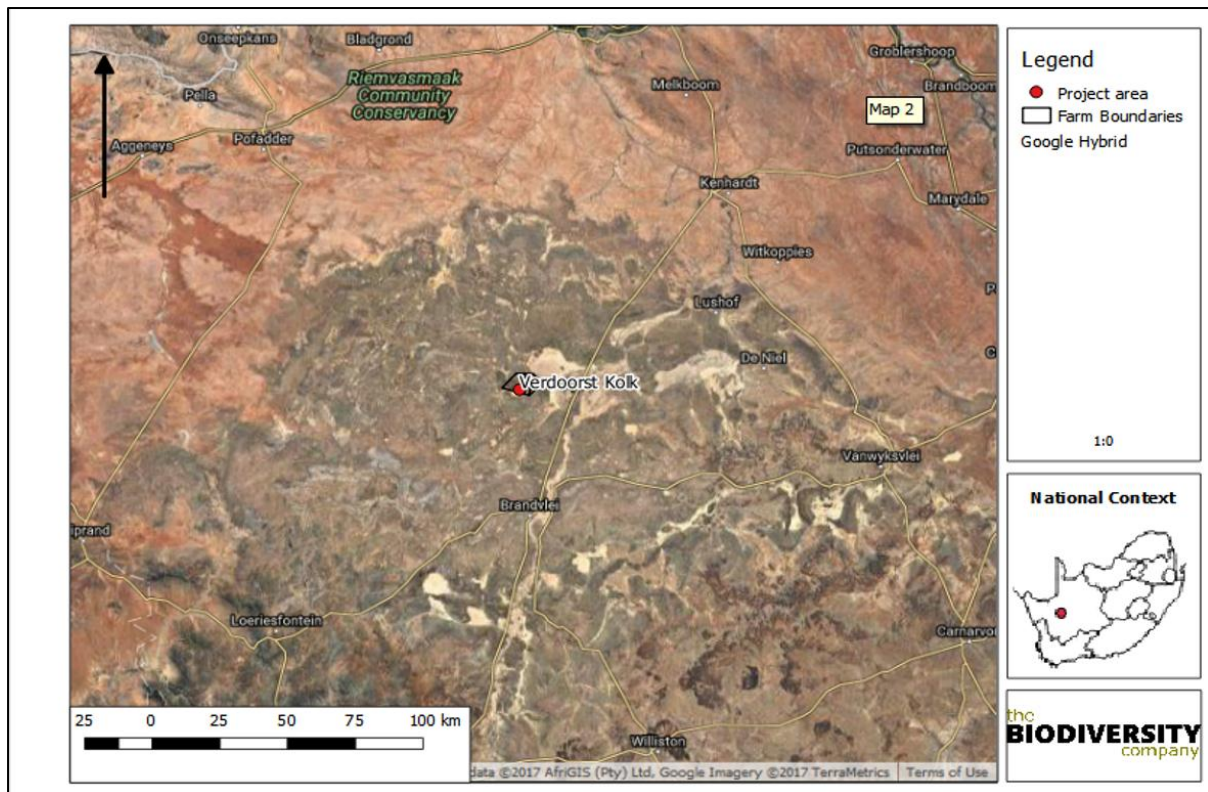 Onseepkans
Bladgrond
Groblershoop
Riemvasmaak
Community
Conservancy
Melkboom
Brandboom
Pella
Map 2
Aggeneys
Pofadder
Putsonderwater
Kenhardt
Marydale
Witkoppies
P
Lushof
De Niel
C
Verdoorst Kolk
Vanwyksvlei
Brandvlei
iprand
Loeriesfontein
Carnarvon
Williston
25 0 25 50 75 100 km
data ©2017 AfriGIS (Pty) Ltd, Google Imagery ©2017 TerraMetrics
Terms of Use
Legend
Project area
Farm Boundaries
Google Hybrid
1:0
National Context
the
BIODIVERSITY
company